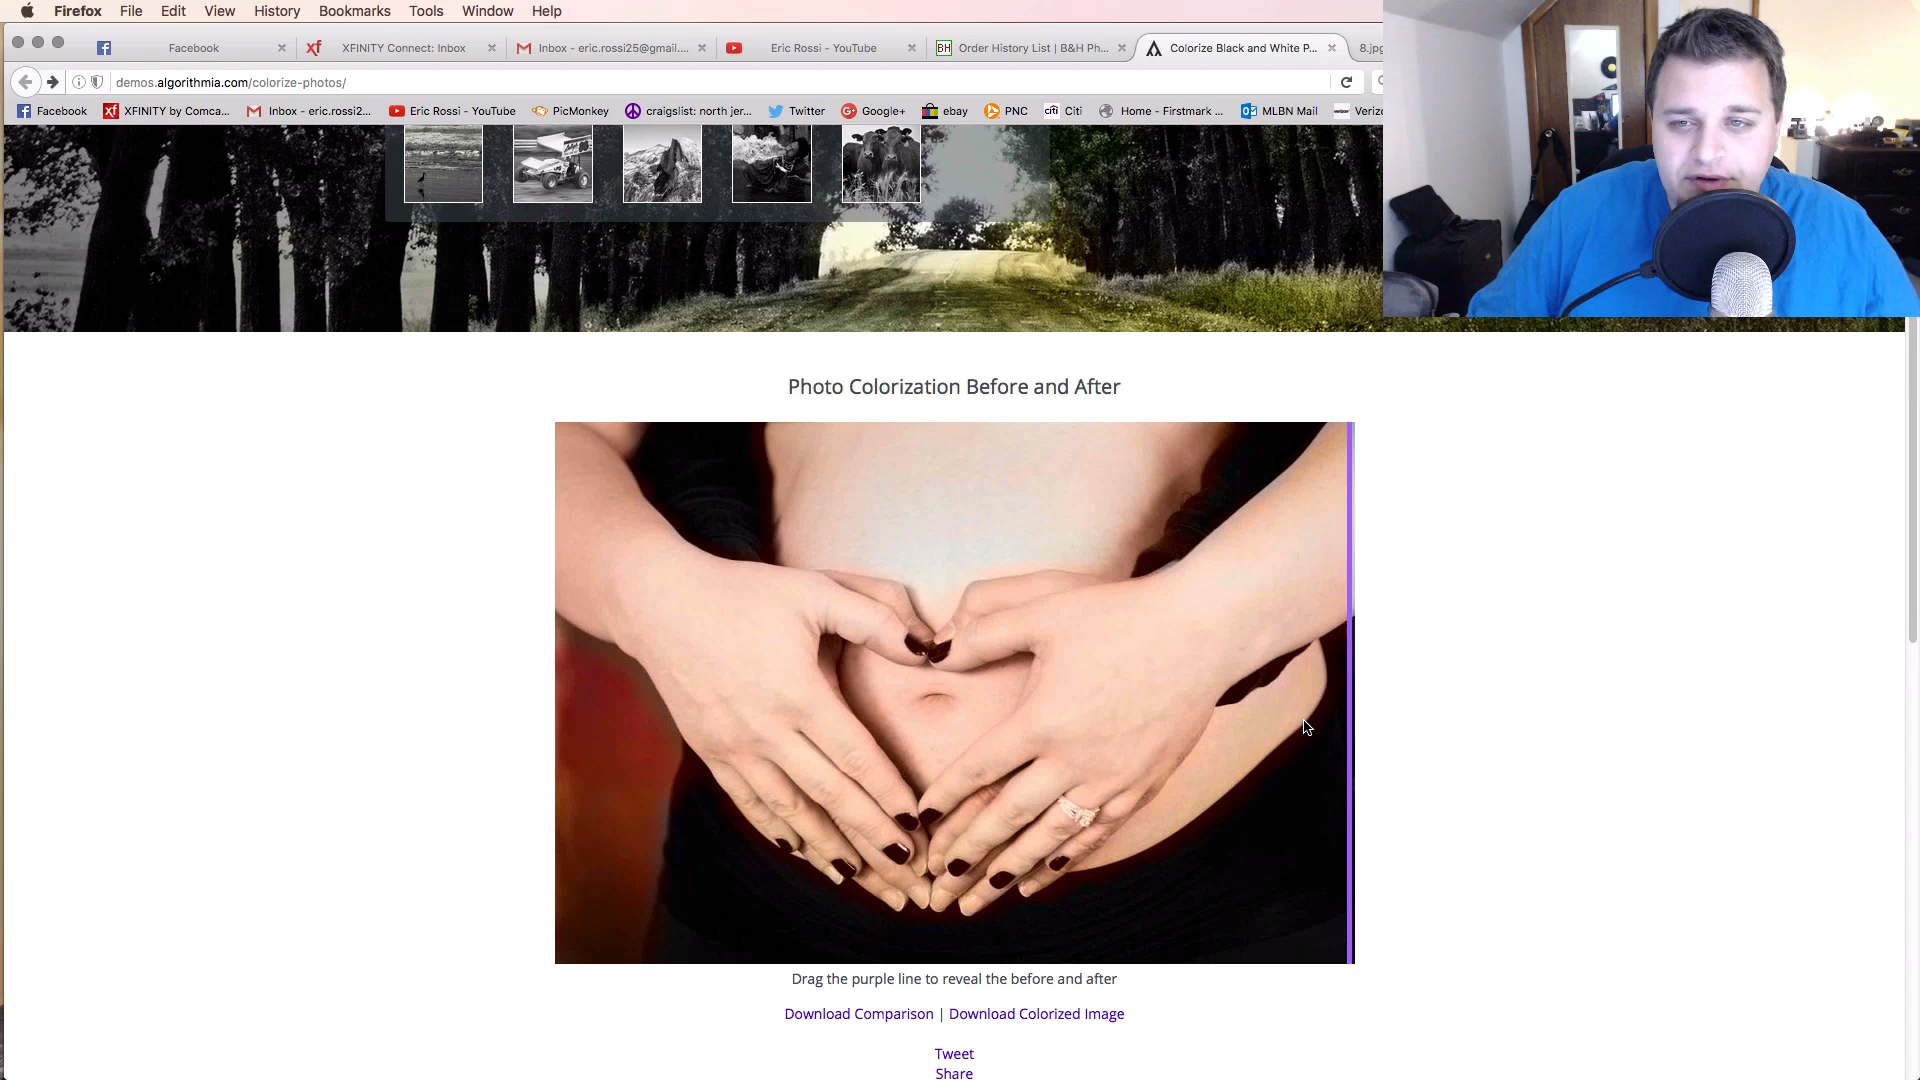 Firefox File Edit View History Bookmarks Tools Window Help
Facebook XFINITY Connect: Inbox Inbox - eric.rossi25@gmail.... Eric Rossi - YouTube BH Order History List | B&H Ph... Colorize Black and White P... 8.jpg
demos.algorithmia.com/colorize-photos/
Facebook XFINITY by Comca... Inbox - eric.rossi2... Eric Rossi - YouTube PicMonkey craigslist: north jer... Twitter Google+ ebay PNC citi Citi Home - Firstmark ... MLBN Mail Veriz
Photo Colorization Before and After
Drag the purple line to reveal the before and after
Download Comparison | Download Colorized Image
Tweet
Share